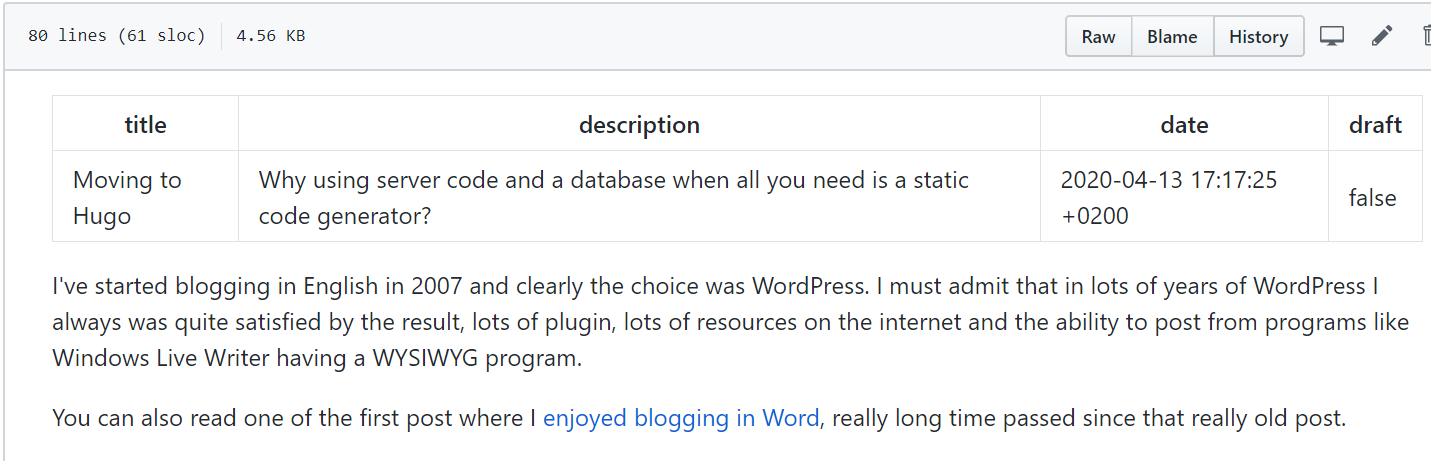 80 lines (61 sloc) 4.56 KB Raw Blame History
title description date draft
Moving to Hugo Why using server code and a database when all you need is a static code generator? 2020-04-13 17:17:25 +0200 false
I've started blogging in English in 2007 and clearly the choice was WordPress. I must admit that in lots of years of WordPress I
always was quite satisfied by the result, lots of plugin, lots of resources on the internet and the ability to post from programs like
Windows Live Writer having a WYSIWYG program.
You can also read one of the first post where I enjoyed blogging in Word, really long time passed since that really old post.